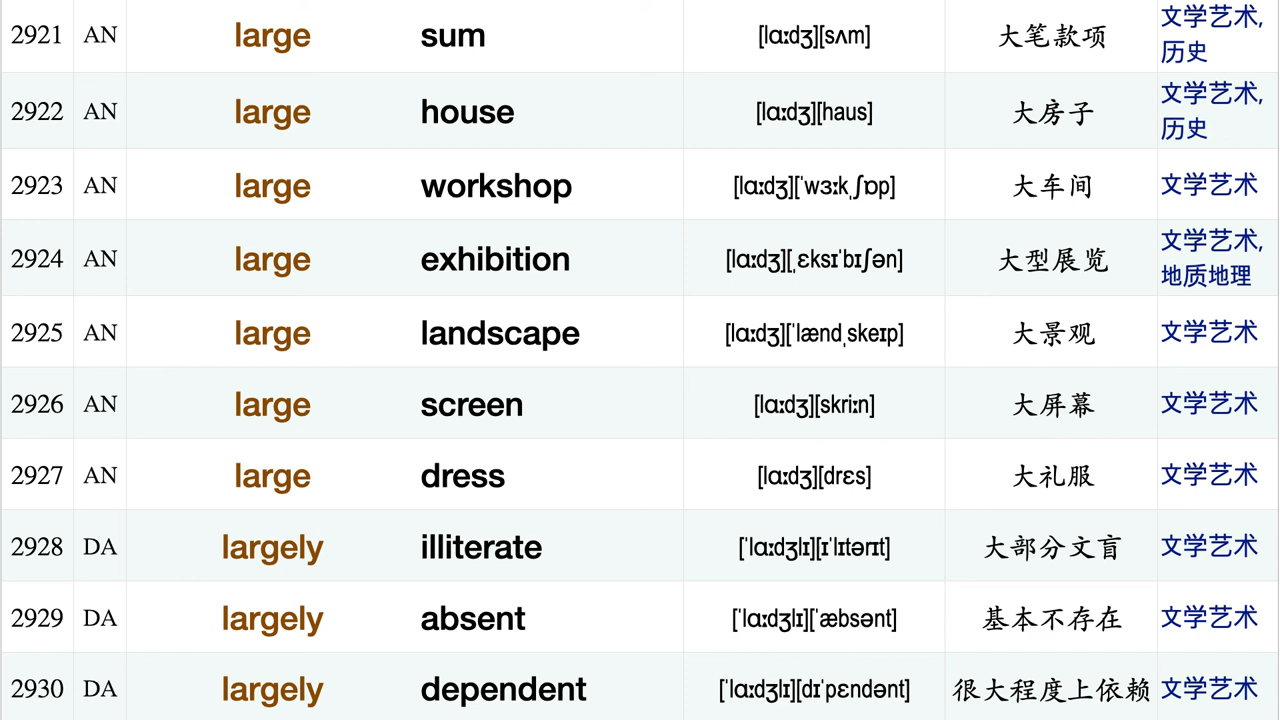 2921 AN large sum [lɑːdʒ][sʌm] 大笔款项 文学艺术, 历史
2922 AN large house [lɑːdʒ][haus] 大房子 文学艺术, 历史
2923 AN large workshop [lɑːdʒ][ˈwɜːkˌʃɒp] 大车间 文学艺术
2924 AN large exhibition [lɑːdʒ][ˌɛksɪˈbɪʃən] 大型展览 文学艺术, 地质地理
2925 AN large landscape [lɑːdʒ][ˈlændˌskeɪp] 大景观 文学艺术
2926 AN large screen [lɑːdʒ][skriːn] 大屏幕 文学艺术
2927 AN large dress [lɑːdʒ][drɛs] 大礼服 文学艺术
2928 DA largely illiterate [ˈlɑːdʒlɪ][ɪˈlɪtərɪt] 大部分文盲 文学艺术
2929 DA largely absent [ˈlɑːdʒlɪ][ˈæbsənt] 基本不存在 文学艺术
2930 DA largely dependent [ˈlɑːdʒlɪ][dɪˈpɛndənt] 很大程度上依赖 文学艺术